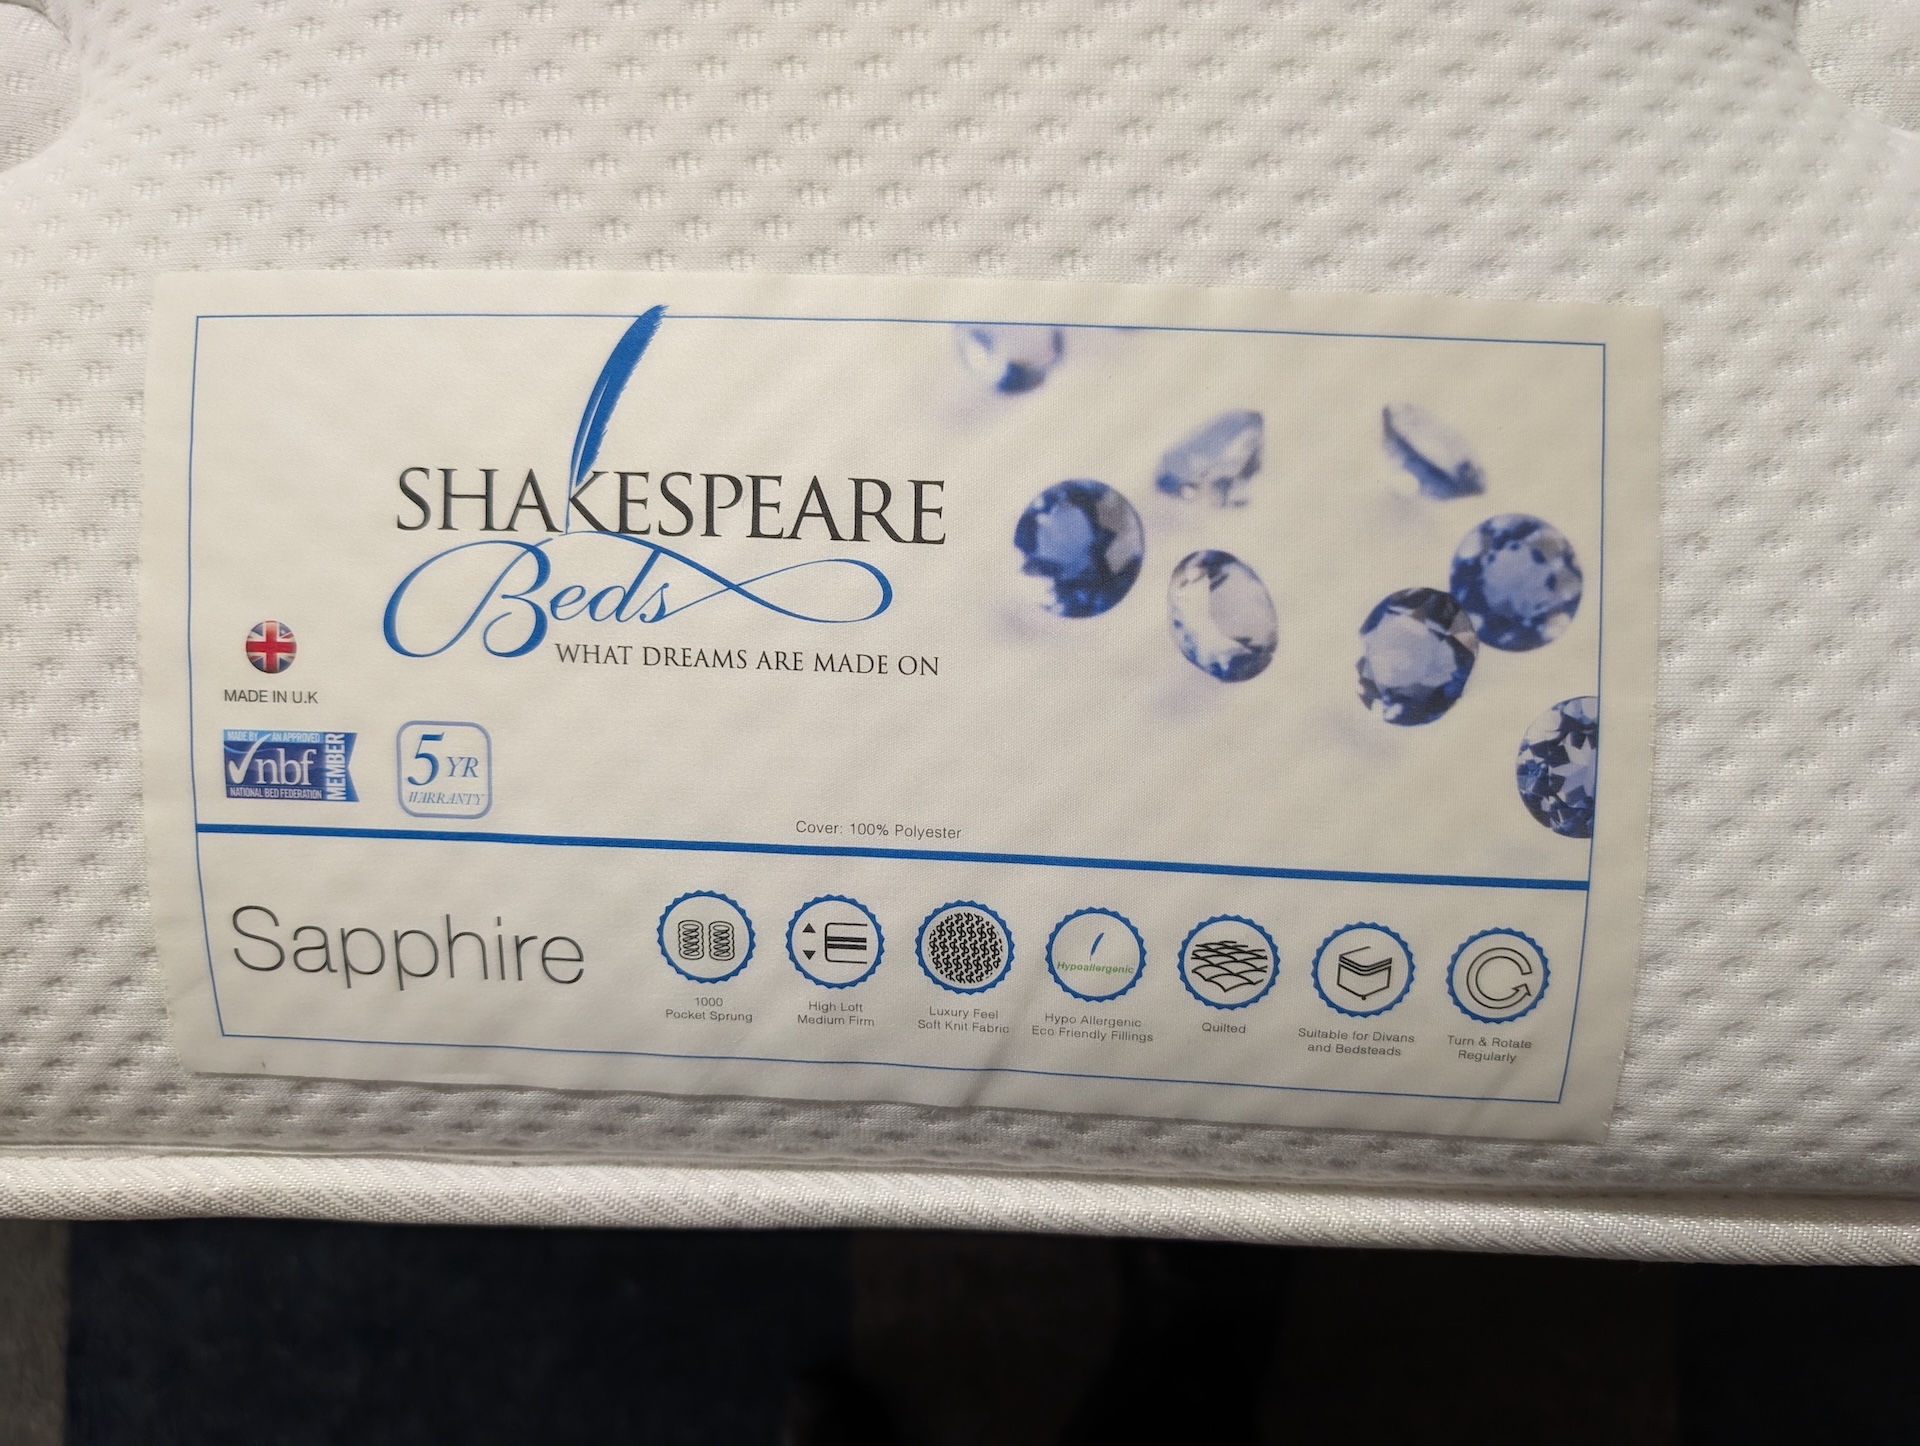 SHAKESPEARE
Beds
WHAT DREAMS ARE MADE ON
MADE IN U.K
MADE BY AN APPROVED
nbf
NATIONAL BED FEDERATION
MEMBER
5 YR
WARRANTY
Cover: 100% Polyester
Sapphire
1000
Pocket Sprung
High Loft
Medium Firm
Luxury Feel
Soft Knit Fabric
Hypoallergenic
Hypo Allergenic
Eco Friendly Fillings
Quilted
Suitable for Divans
and Bedsteads
Turn & Rotate
Regularly